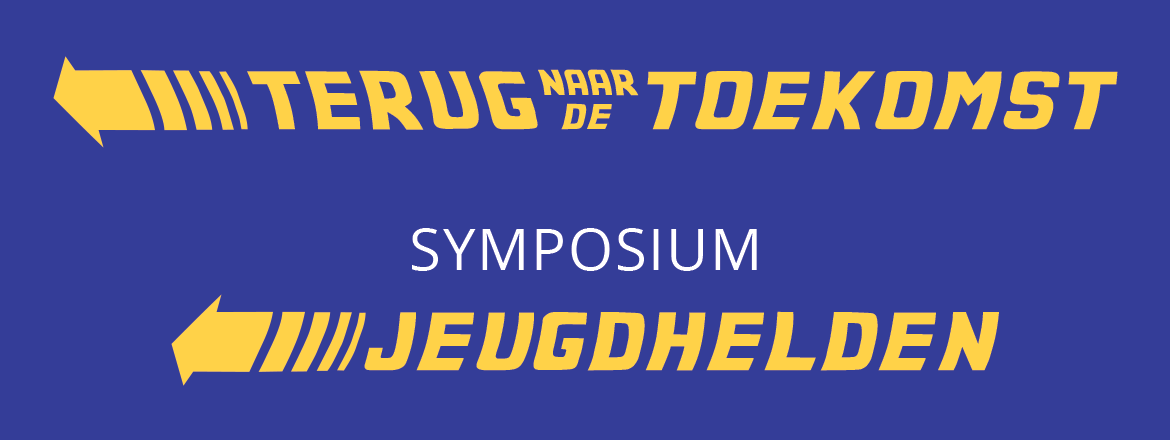 TERUG NAAR DE TOEKOMST
SYMPOSIUM
JEUGDHELDEN